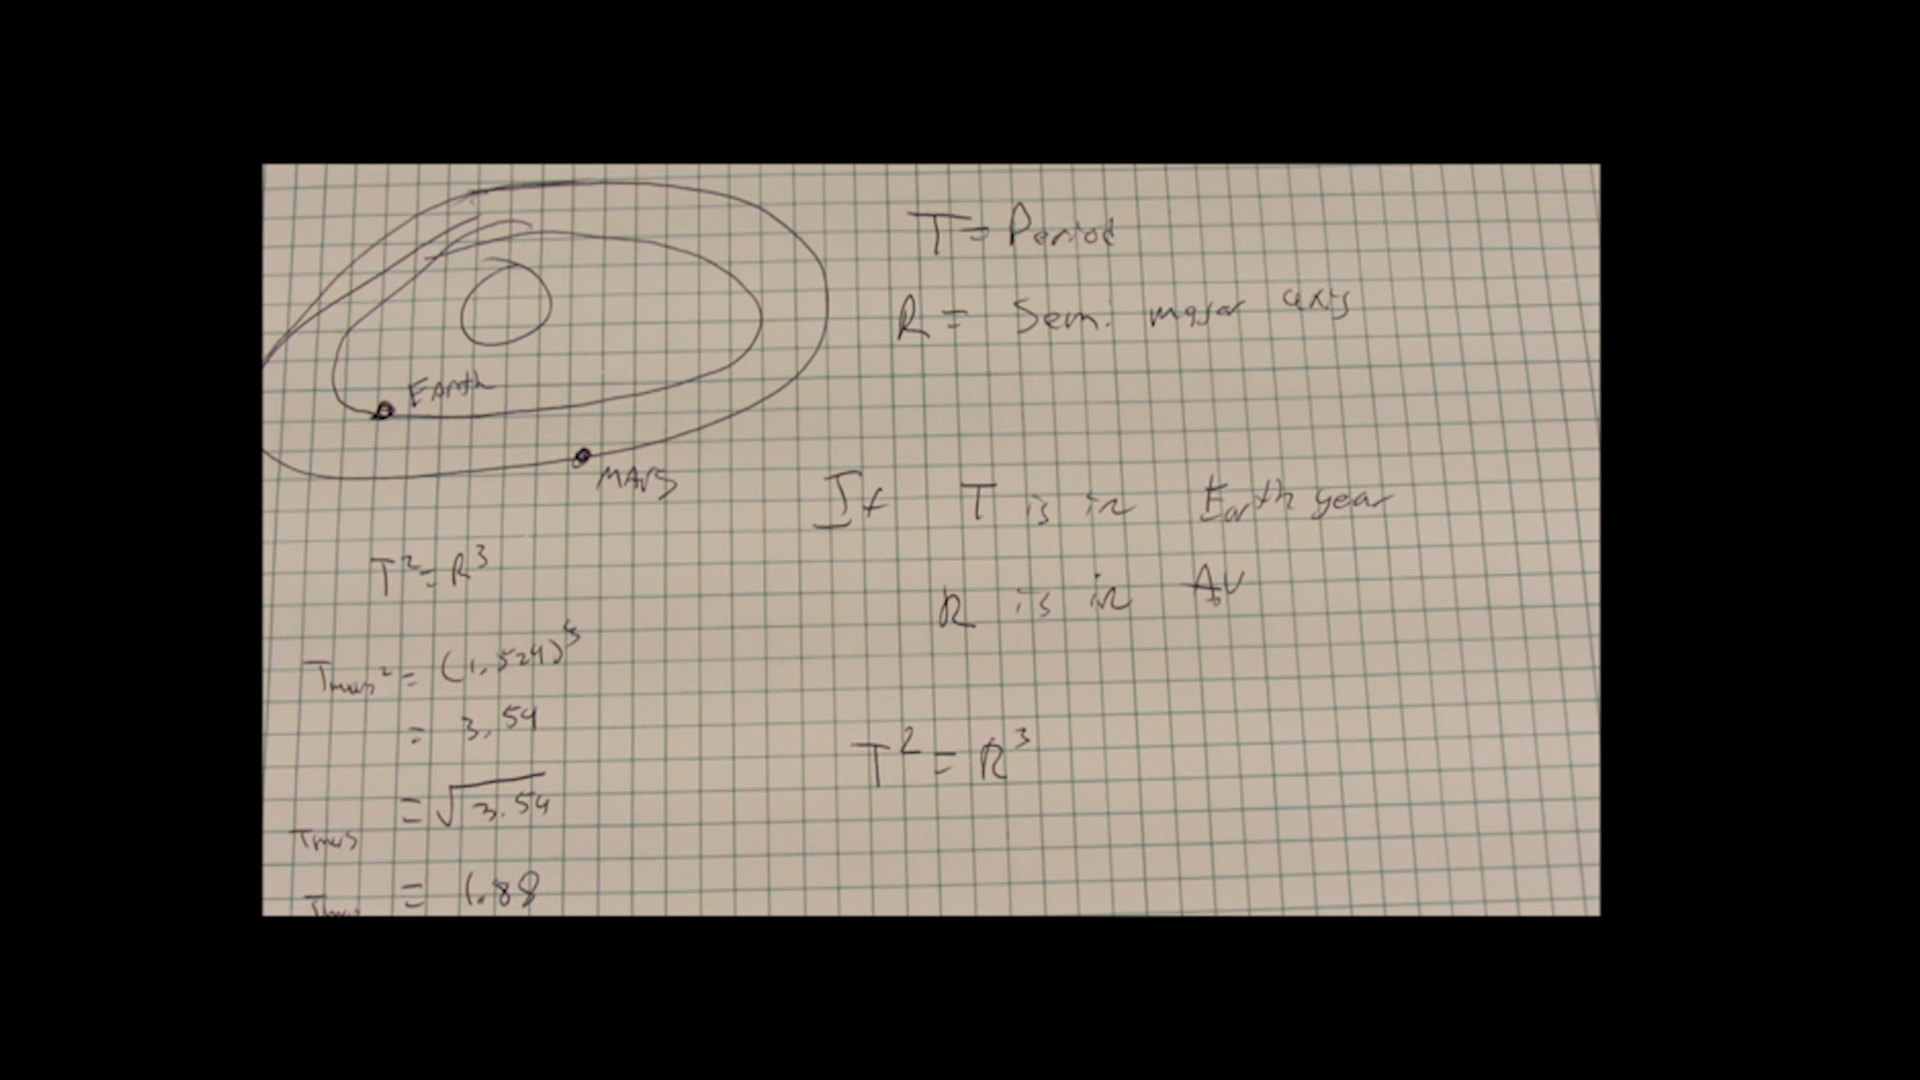 T = Period
R = Semi major axis
Earth
Mars
If T is in Earth year
R is in AU
T² = R³
Tmars² = (1.524)³
= 3.54
Tmars = √3.54
= 1.88
T² = R³